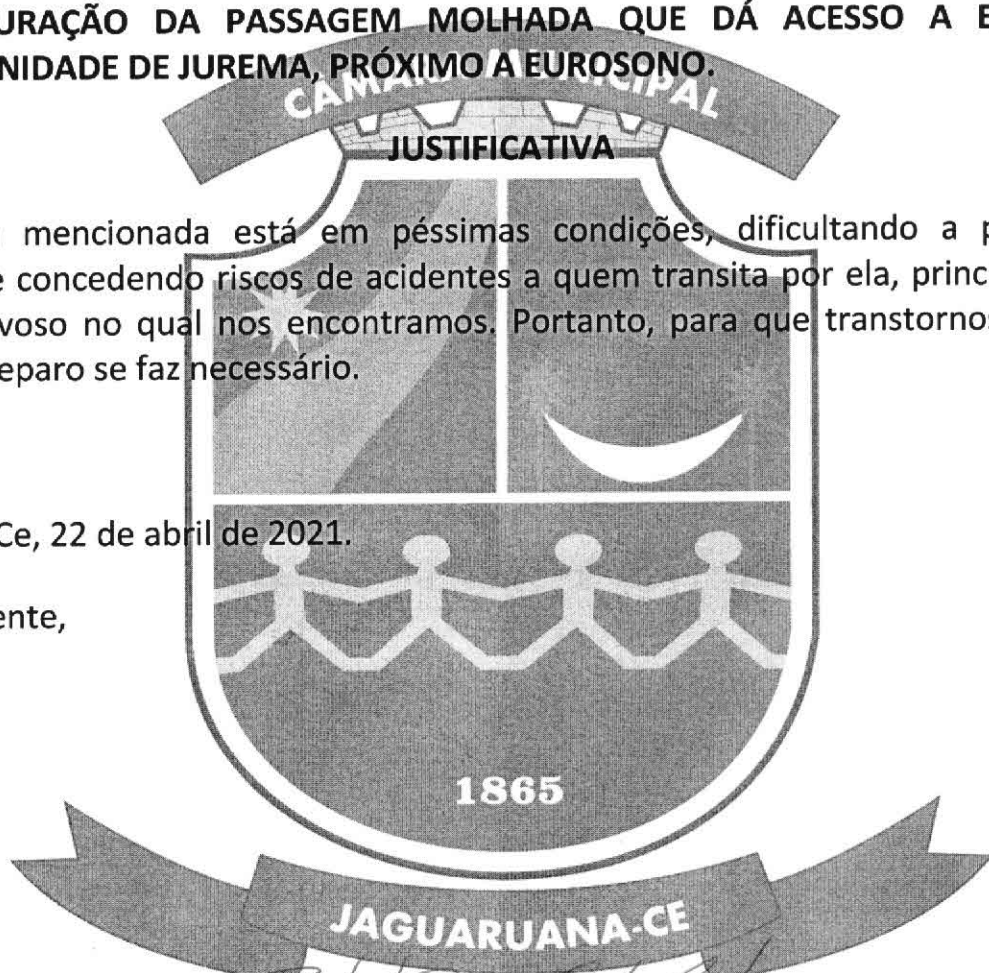 URAÇÃO DA PASSAGEM MOLHADA QUE DÁ ACESSO A E
NIDADE DE JUREMA, PRÓXIMO A EUROSONO.
CÂMARA MUNICIPAL
JUSTIFICATIVA
mencionada está em péssimas condições, dificultando a p
e concedendo riscos de acidentes a quem transita por ela, princ
voso no qual nos encontramos. Portanto, para que transtornos
eparo se faz necessário.
Ce, 22 de abril de 2021.
ente,
1865
JAGUARUANA-CE